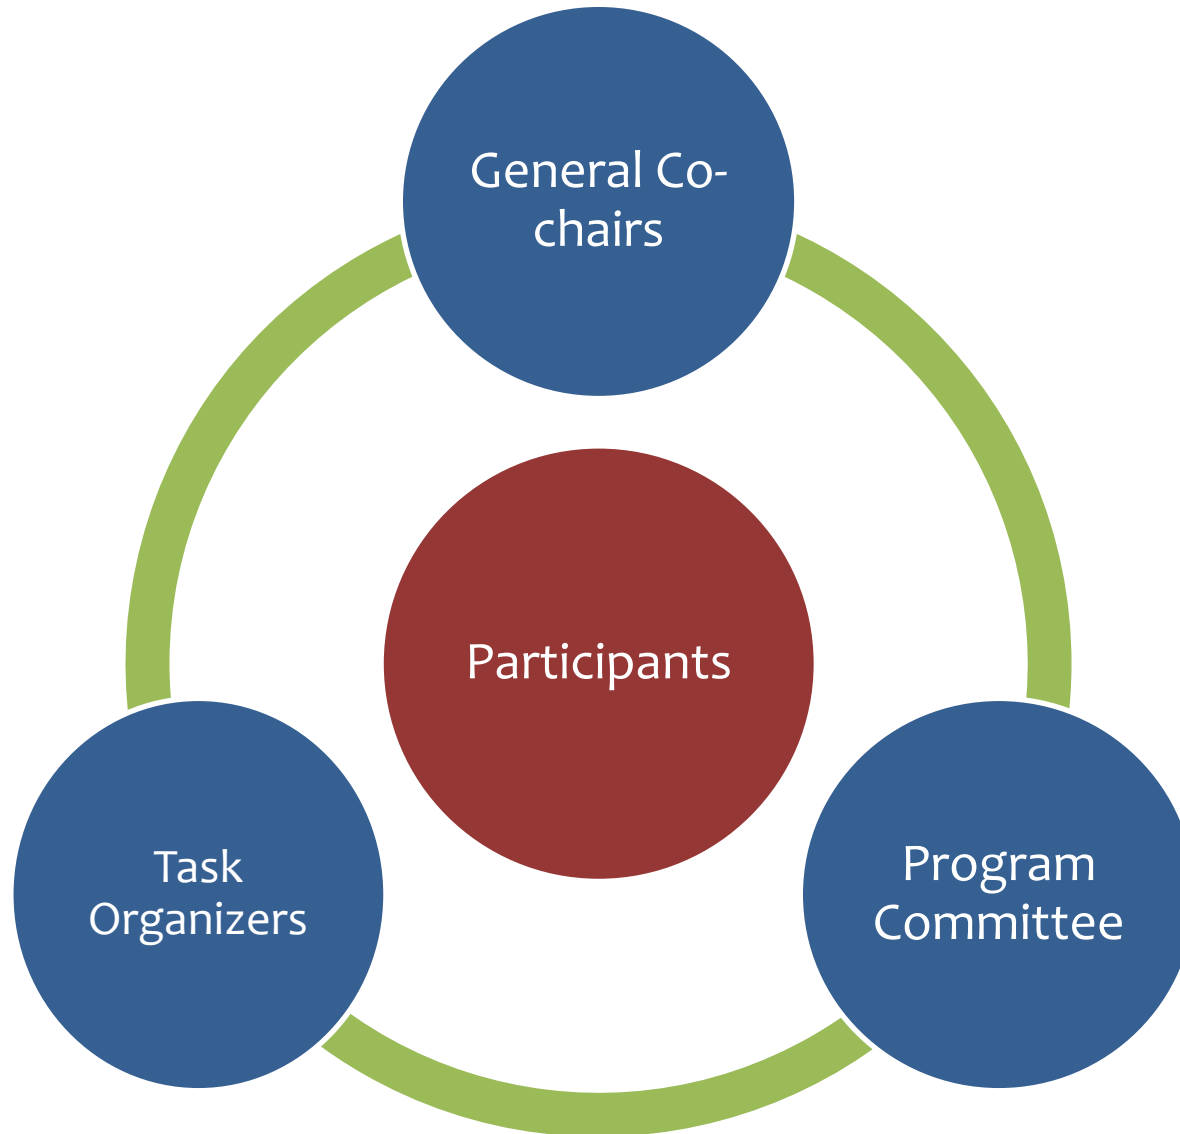 General Co-
chairs
Participants
Task
Organizers
Program
Committee